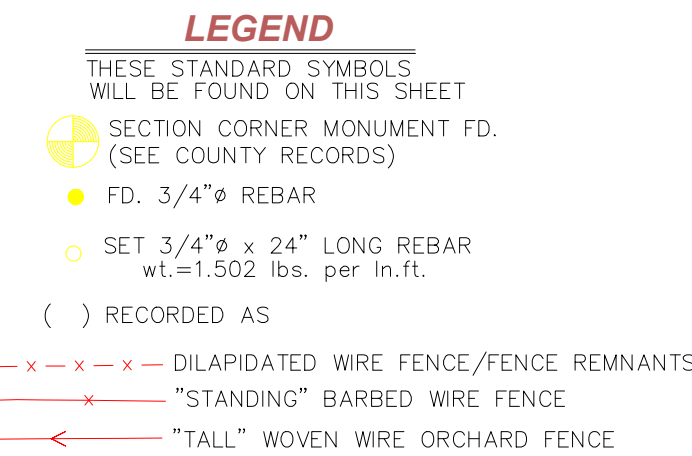 LEGEND
THESE STANDARD SYMBOLS
WILL BE FOUND ON THIS SHEET
SECTION CORNER MONUMENT FD.
(SEE COUNTY RECORDS)
FD. 3/4"ø REBAR
SET 3/4"ø x 24" LONG REBAR
wt.=1.502 lbs. per ln.ft.
( ) RECORDED AS
DILAPIDATED WIRE FENCE/FENCE REMNANTS
"STANDING" BARBED WIRE FENCE
"TALL" WOVEN WIRE ORCHARD FENCE